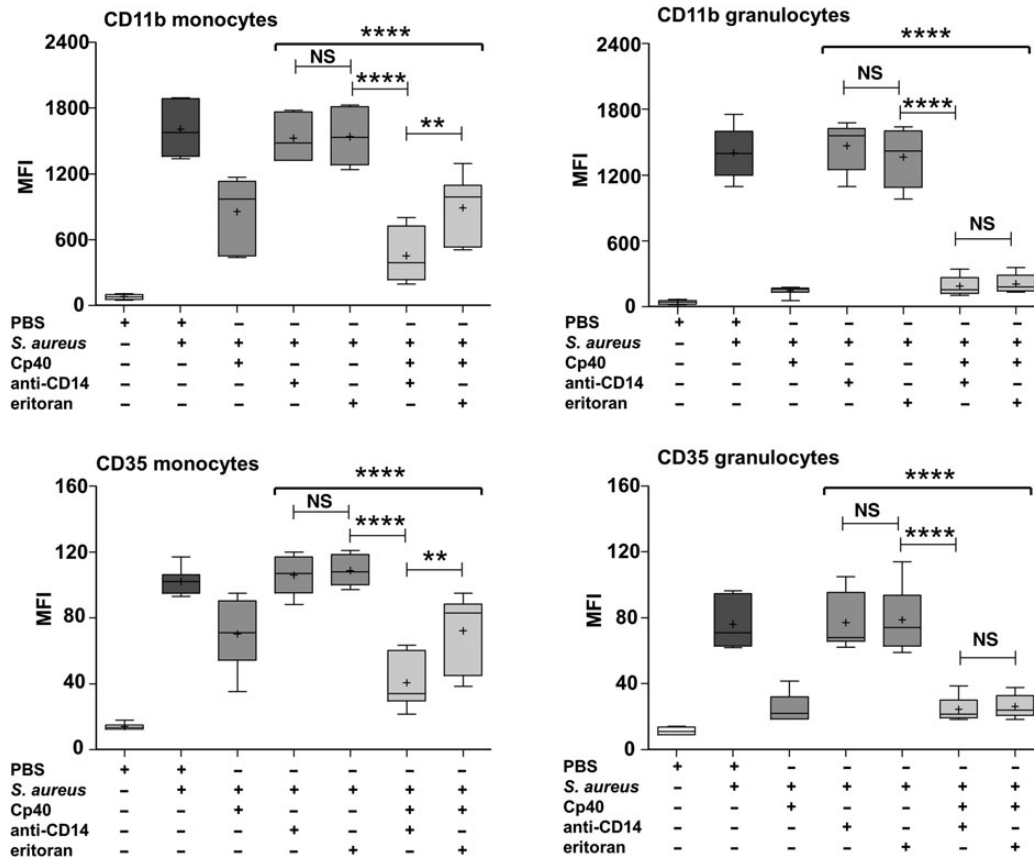 CD11b monocytes
2400
1800
1200
600
0
MFI
****
NS
****
**
PBS + + – – – – –
S. aureus – + + + + + +
Cp40 – – + – – + +
anti-CD14 – – – + – + –
eritoran – – – – + – +
CD11b granulocytes
2400
1800
1200
600
0
MFI
****
NS
****
NS
PBS + + – – – – –
S. aureus – + + + + + +
Cp40 – – + – – + +
anti-CD14 – – – + – + –
eritoran – – – – + – +
CD35 monocytes
160
120
80
40
0
MFI
****
NS
****
**
PBS + + – – – – –
S. aureus – + + + + + +
Cp40 – – + – – + +
anti-CD14 – – – + – + –
eritoran – – – – + – +
CD35 granulocytes
160
120
80
40
0
MFI
****
NS
****
NS
PBS + + – – – – –
S. aureus – + + + + + +
Cp40 – – + – – + +
anti-CD14 – – – + – + –
eritoran – – – – + – +